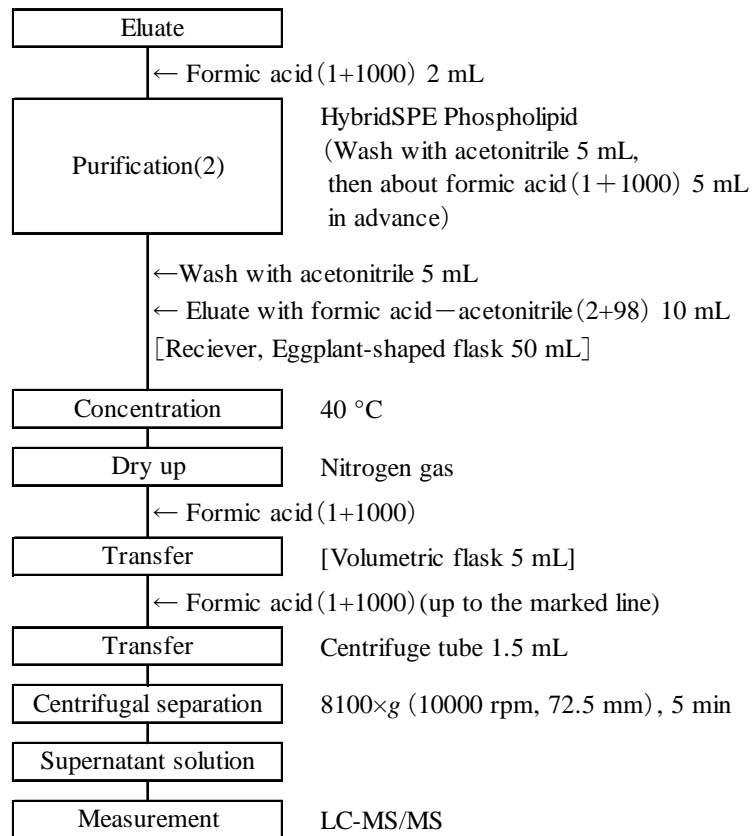 Eluate
← Formic acid(1+1000) 2 mL
Purification(2)
HybridSPE Phospholipid
(Wash with acetonitrile 5 mL,
then about formic acid(1+1000) 5 mL
in advance)
←Wash with acetonitrile 5 mL
← Eluate with formic acid－acetonitrile(2+98) 10 mL
[Reciever, Eggplant-shaped flask 50 mL]
Concentration 40 °C
Dry up Nitrogen gas
← Formic acid(1+1000)
Transfer [Volumetric flask 5 mL]
← Formic acid(1+1000)(up to the marked line)
Transfer Centrifuge tube 1.5 mL
Centrifugal separation 8100×g (10000 rpm, 72.5 mm), 5 min
Supernatant solution
Measurement LC-MS/MS